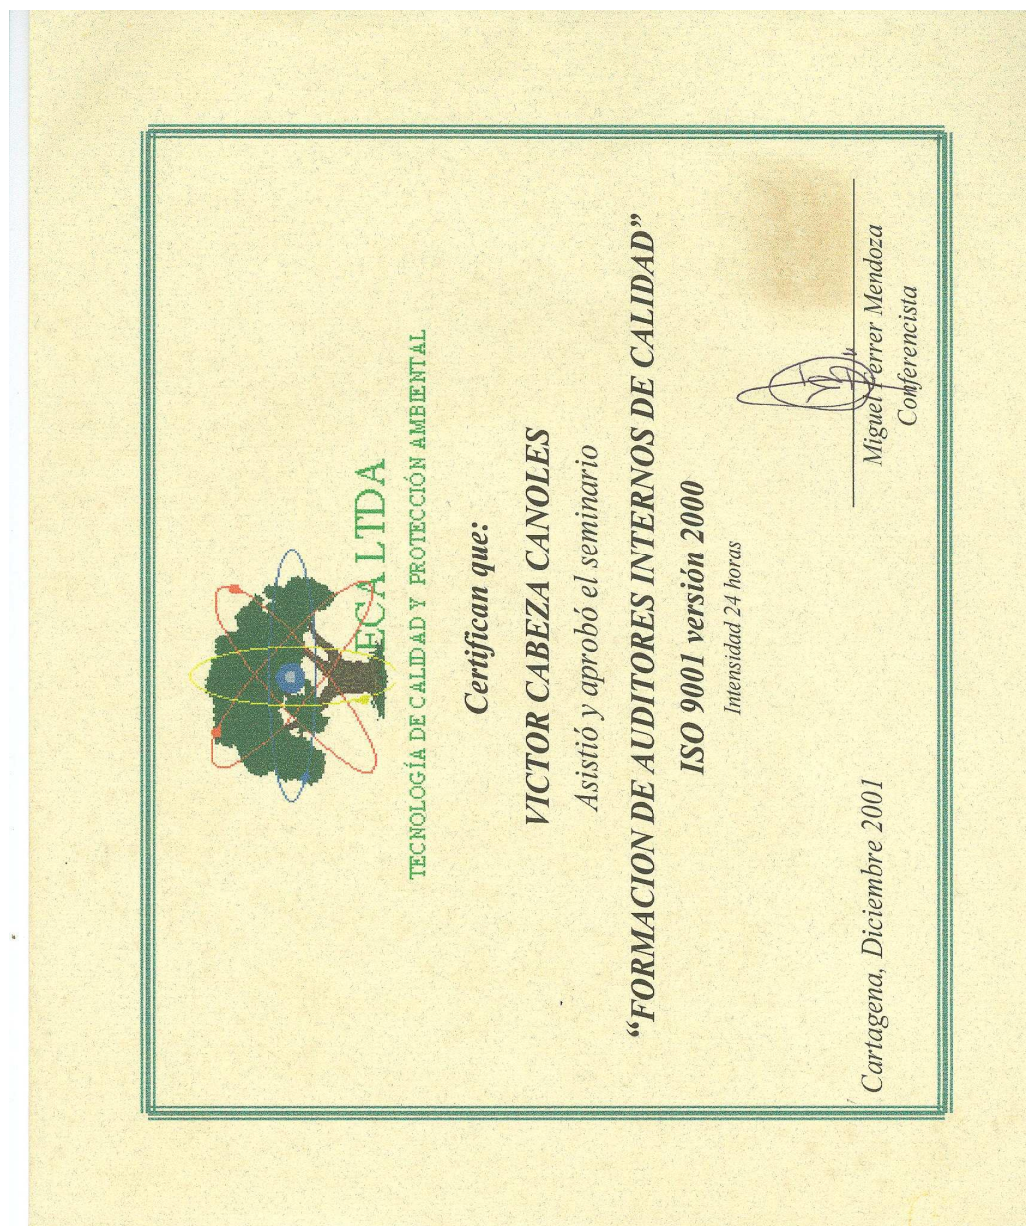 ECA LTDA
TECNOLOGÍA DE CALIDAD Y PROTECCIÓN AMBIENTAL
Certifican que:
VICTOR CABEZA CANOLES
Asistió y aprobó el seminario
“FORMACION DE AUDITORES INTERNOS DE CALIDAD”
ISO 9001 versión 2000
Intensidad 24 horas
Cartagena, Diciembre 2001
Miguel Ferrer Mendoza
Conferencista